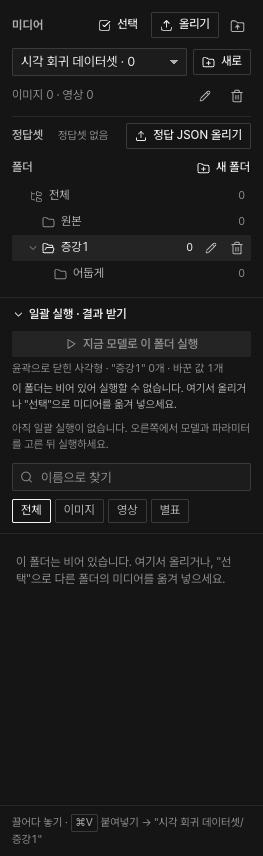 미디어 선택 올리기
시각 회귀 데이터셋 · 0 새로
이미지 0 · 영상 0
정답셋 정답셋 없음 정답 JSON 올리기
폴더 새 폴더
전체 0
원본 0
증강1 0
어둡게 0
일괄 실행 · 결과 받기
지금 모델로 이 폴더 실행
윤곽으로 닫힌 사각형 · "증강1" 0개 · 바꾼 값 1개
이 폴더는 비어 있어 실행할 수 없습니다. 여기서 올리거
나 "선택"으로 미디어를 옮겨 넣으세요.
아직 일괄 실행이 없습니다. 오른쪽에서 모델과 파라미터
를 고른 뒤 실행하세요.
이름으로 찾기
전체 이미지 영상 별표
이 폴더는 비어 있습니다. 여기서 올리거나, "선
택"으로 다른 폴더의 미디어를 옮겨 넣으세요.
끌어다 놓기 · ⌘V 붙여넣기 → "시각 회귀 데이터셋/
증강1"